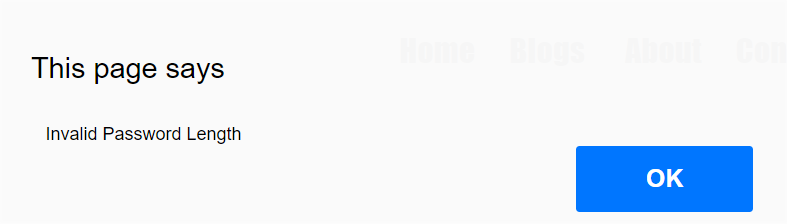 Home Blogs About Con
This page says
Invalid Password Length
OK